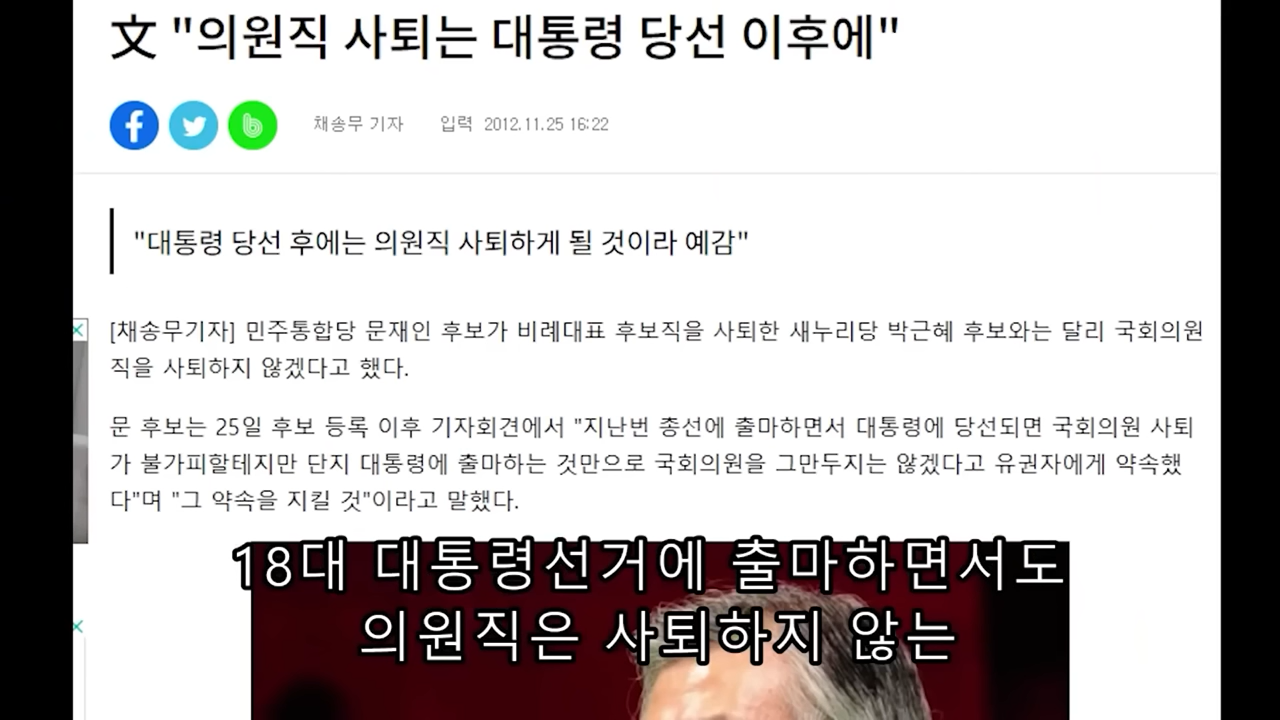 文 "의원직 사퇴는 대통령 당선 이후에"
채송무 기자 입력 2012.11.25 16:22
"대통령 당선 후에는 의원직 사퇴하게 될 것이라 예감"
[채송무기자] 민주통합당 문재인 후보가 비례대표 후보직을 사퇴한 새누리당 박근혜 후보와는 달리 국회의원
직을 사퇴하지 않겠다고 했다.
문 후보는 25일 후보 등록 이후 기자회견에서 "지난번 총선에 출마하면서 대통령에 당선되면 국회의원 사퇴
가 불가피할테지만 단지 대통령에 출마하는 것만으로 국회의원을 그만두지는 않겠다고 유권자에게 약속했
다"며 "그 약속을 지킬 것"이라고 말했다.
18대 대통령선거에 출마하면서도
의원직은 사퇴하지 않는